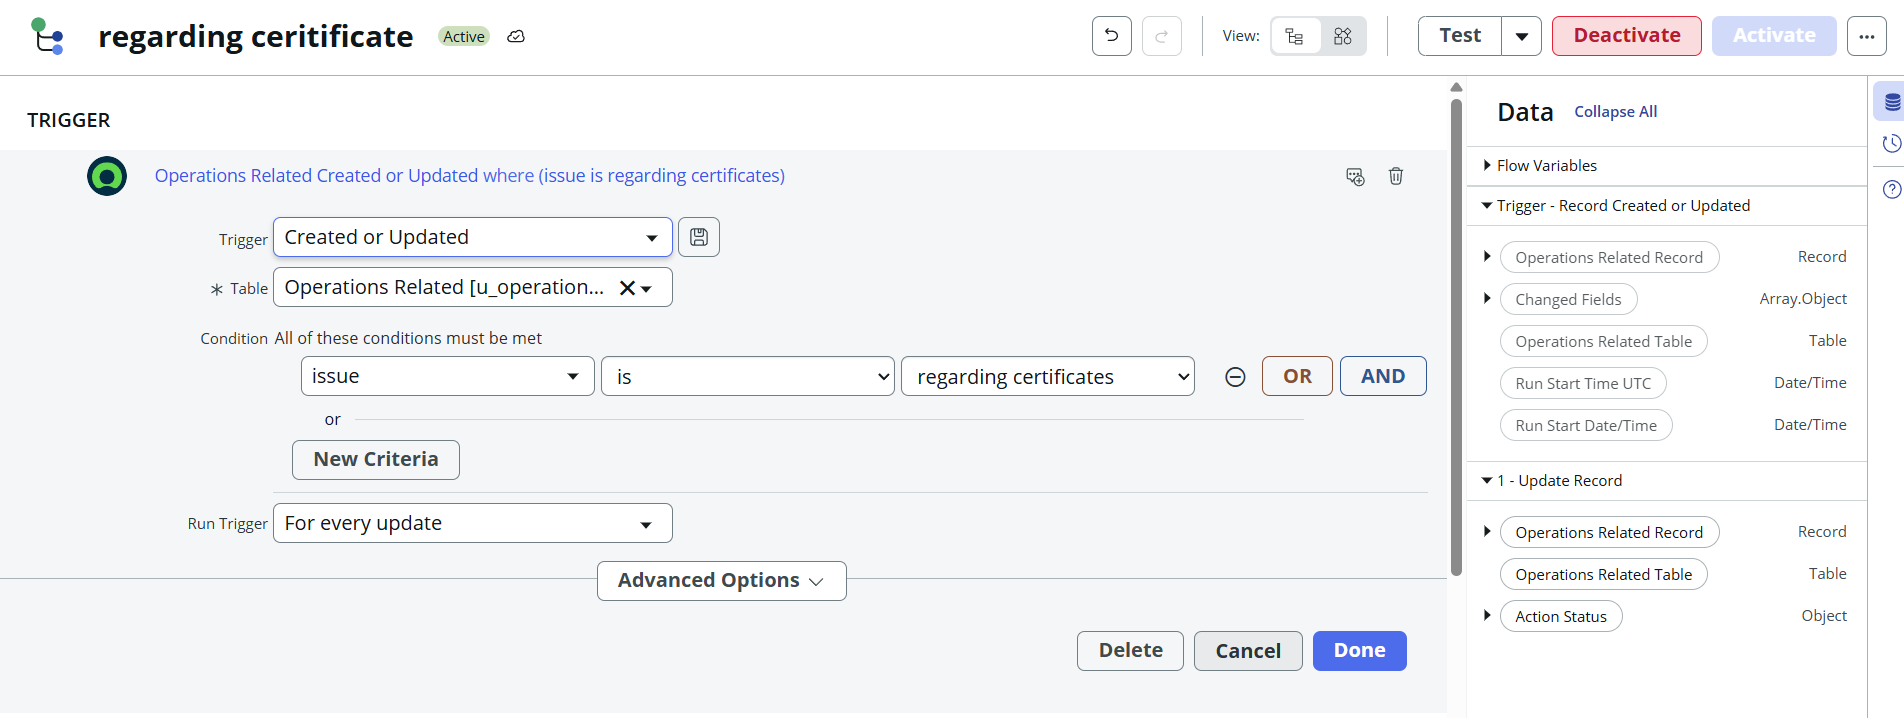 regarding ceritificate
Active
View:
Test
Deactivate
Activate
TRIGGER
Operations Related Created or Updated where (issue is regarding certificates)
Trigger
Created or Updated
* Table
Operations Related [u_operation...
Condition All of these conditions must be met
issue
is
regarding certificates
OR
AND
or
New Criteria
Run Trigger
For every update
Advanced Options
Delete
Cancel
Done
Data
Collapse All
Flow Variables
Trigger - Record Created or Updated
Operations Related Record Record
Changed Fields Array.Object
Operations Related Table Table
Run Start Time UTC Date/Time
Run Start Date/Time Date/Time
1 - Update Record
Operations Related Record Record
Operations Related Table Table
Action Status Object